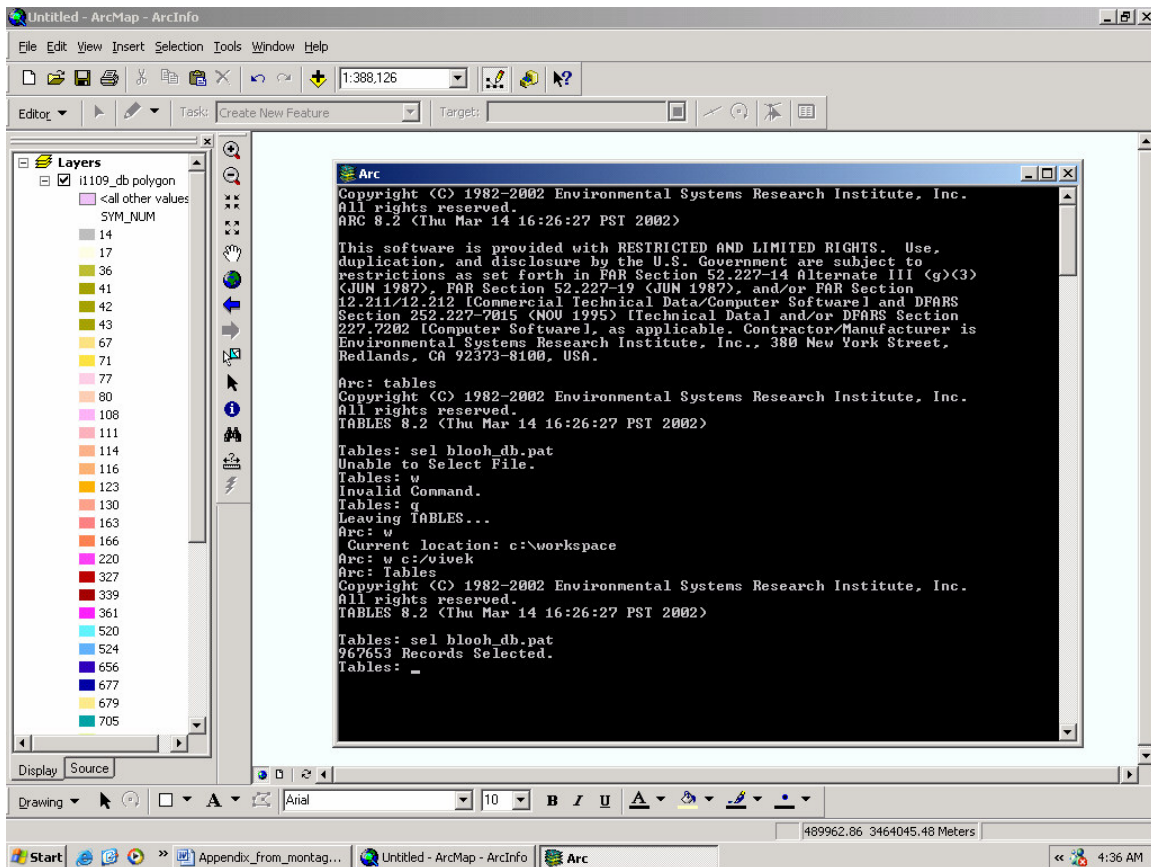 Untitled - ArcMap - ArcInfo
File Edit View Insert Selection Tools Window Help
1:388,126
Editor Task: Create New Feature Target:
Layers
i1109_db polygon
<all other values
SYM_NUM
14
17
36
41
42
43
67
71
77
80
108
111
114
116
123
130
163
166
220
327
339
361
520
524
656
677
679
705
Display Source
Arc
Copyright (C) 1982-2002 Environmental Systems Research Institute, Inc.
All rights reserved.
ARC 8.2 (Thu Mar 14 16:26:27 PST 2002)
This software is provided with RESTRICTED AND LIMITED RIGHTS. Use,
duplication, and disclosure by the U.S. Government are subject to
restrictions as set forth in FAR Section 52.227-14 Alternate III (g)(3)
(JUN 1987), FAR Section 52.227-19 (JUN 1987), and/or FAR Section
12.211/12.212 [Commercial Technical Data/Computer Software] and DFARS
Section 252.227-7015 (NOV 1995) [Technical Data] and/or DFARS Section
227.7202 [Computer Software], as applicable. Contractor/Manufacturer is
Environmental Systems Research Institute, Inc., 380 New York Street,
Redlands, CA 92373-8100, USA.
Arc: tables
Copyright (C) 1982-2002 Environmental Systems Research Institute, Inc.
All rights reserved.
TABLES 8.2 (Thu Mar 14 16:26:27 PST 2002)
Tables: sel blooh_db.pat
Unable to Select File.
Tables: w
Invalid Command.
Tables: q
Leaving TABLES...
Arc: w
Current location: c:\workspace
Arc: w c:/vivek
Arc: Tables
Copyright (C) 1982-2002 Environmental Systems Research Institute, Inc.
All rights reserved.
TABLES 8.2 (Thu Mar 14 16:26:27 PST 2002)
Tables: sel blooh_db.pat
967653 Records Selected.
Tables: _
Drawing A Arial 10 B I U A
489962.86 3464045.48 Meters
Start » Appendix_from_montag... Untitled - ArcMap - ArcInfo Arc « 4:36 AM